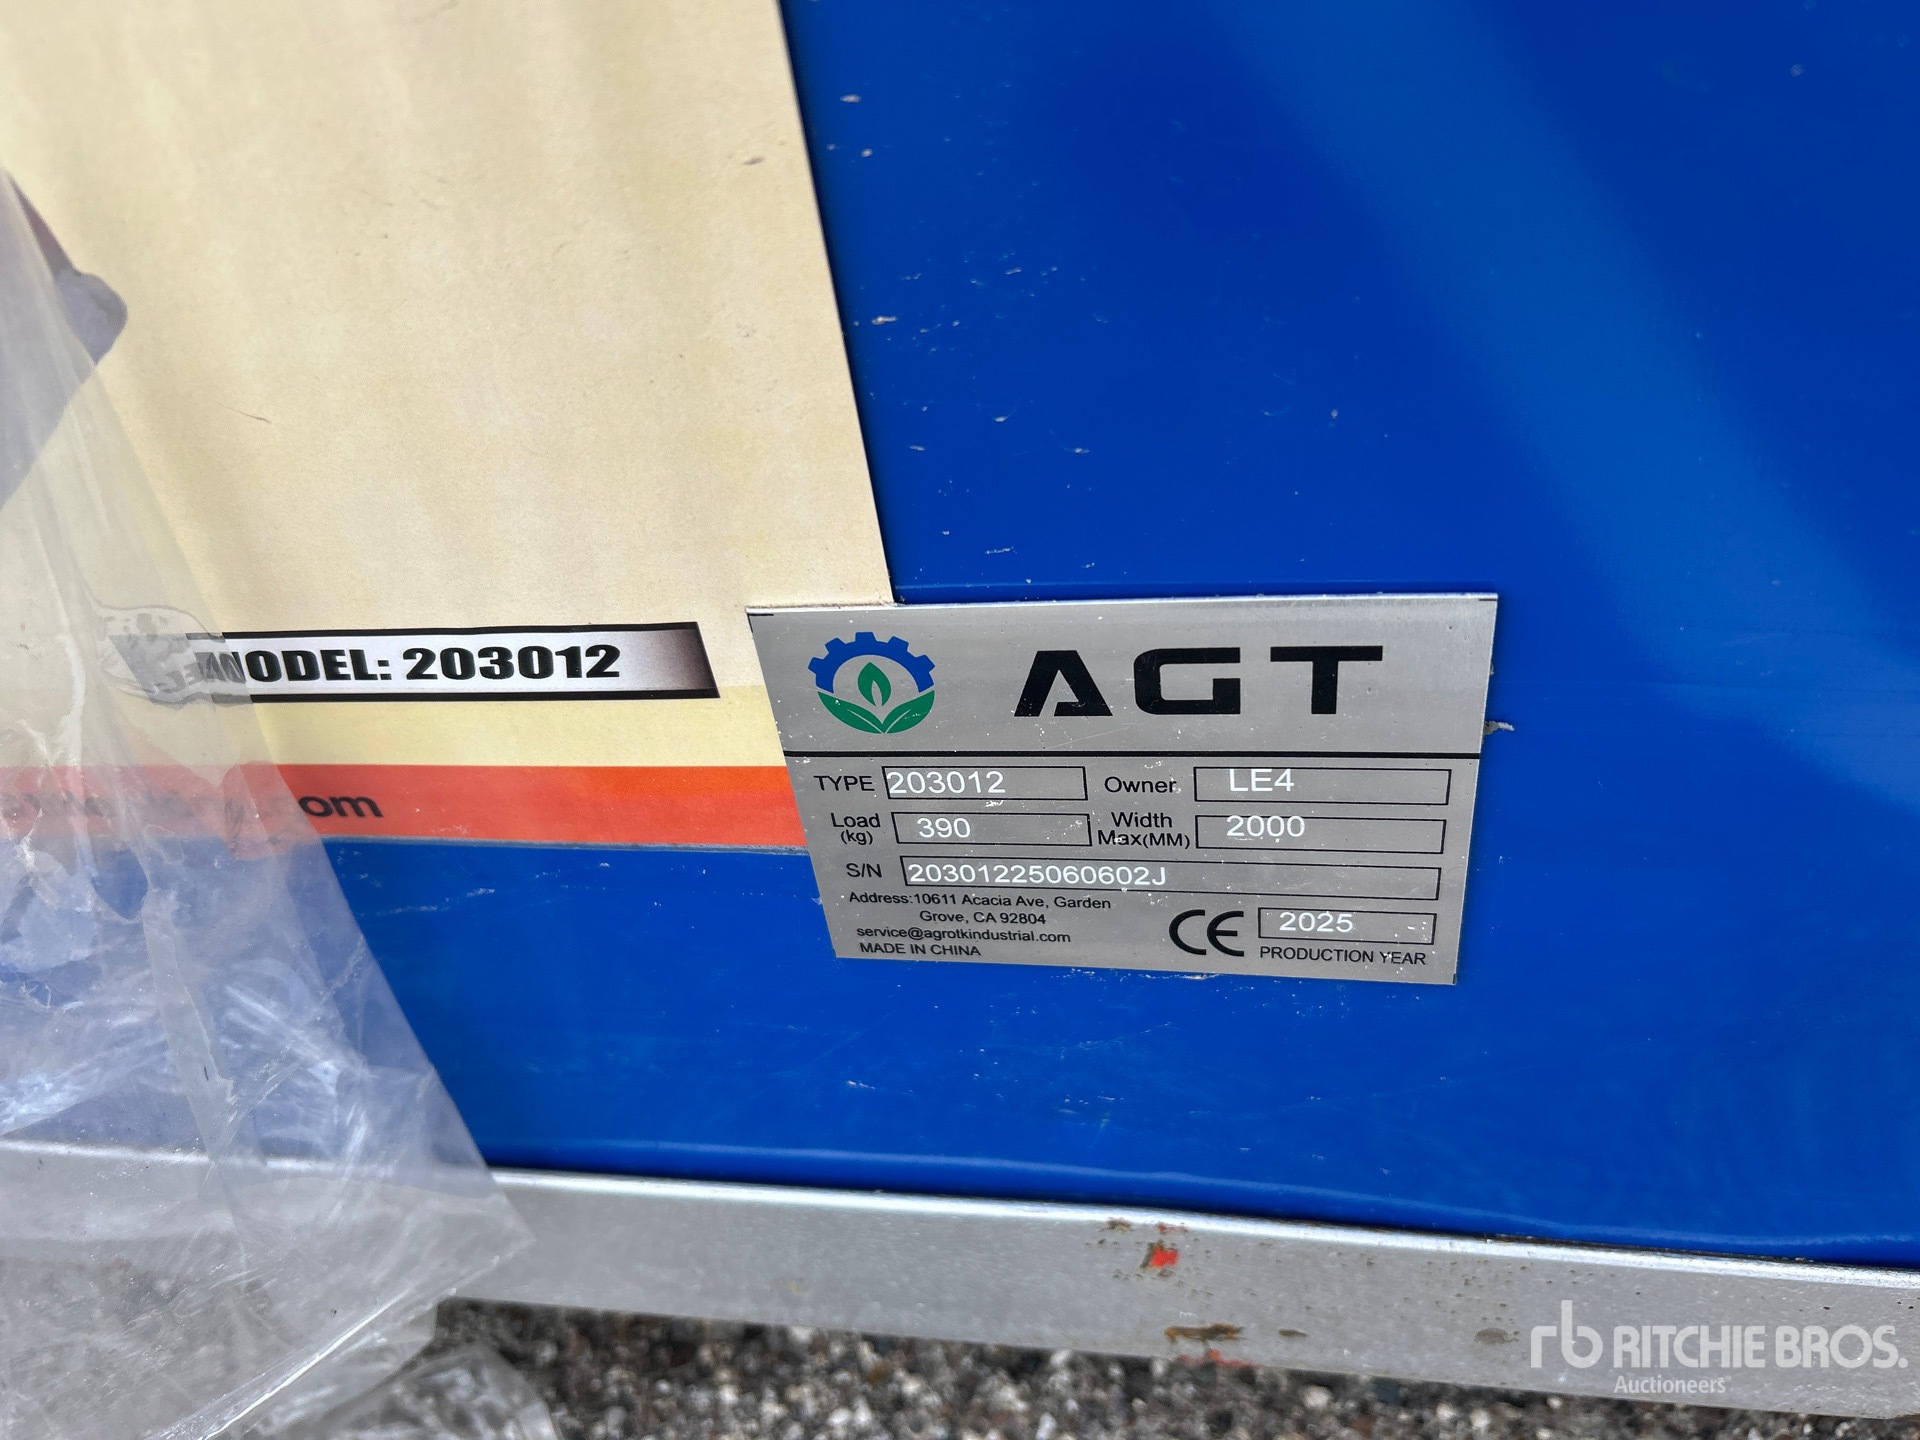 MODEL: 203012
om
AGT
TYPE 203012 Owner LE4
Load (kg) 390 Width Max(MM) 2000
S/N 20301225060602J
Address:10611 Acacia Ave, Garden
Grove, CA 92804
service@agrotkindustrial.com
MADE IN CHINA
CE 2025
PRODUCTION YEAR
rb RITCHIE BROS.
Auctioneers